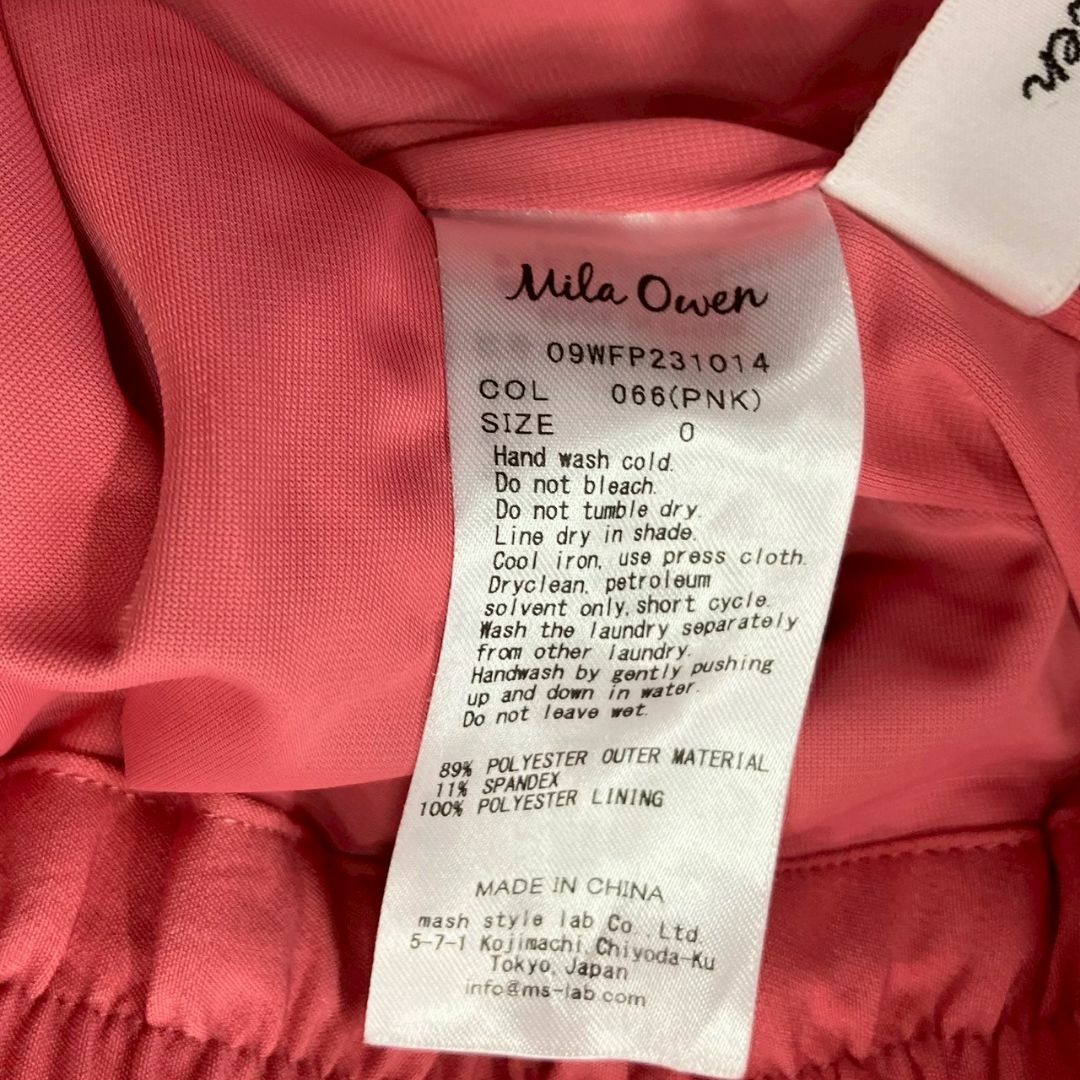 Mila Owen
09WFP231014
COL 066(PNK)
SIZE 0
Hand wash cold.
Do not bleach.
Do not tumble dry.
Line dry in shade.
Cool iron, use press cloth.
Dryclean, petroleum
solvent only, short cycle.
Wash the laundry separately
from other laundry.
Handwash by gently pushing
up and down in water.
Do not leave wet.
89% POLYESTER OUTER MATERIAL
11% SPANDEX
100% POLYESTER LINING
MADE IN CHINA
mash style lab Co.,Ltd.
5-7-1 Kojimachi, Chiyoda-Ku
Tokyo, Japan
info@ms-lab.com